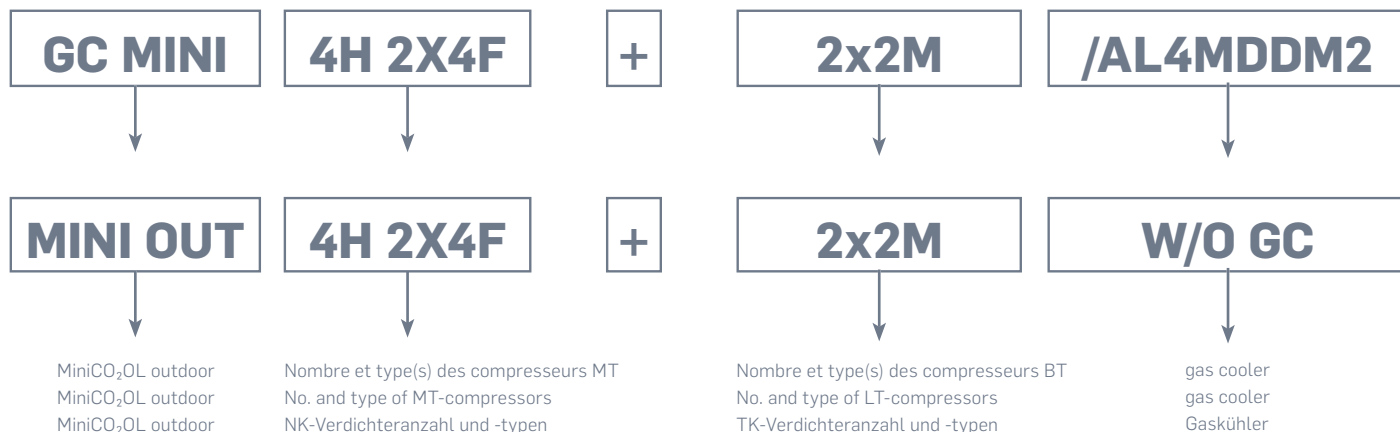 GC MINI 4H 2X4F + 2x2M /AL4MDDM2
MINI OUT 4H 2X4F + 2x2M W/O GC
MiniCO₂OL outdoor Nombre et type(s) des compresseurs MT Nombre et type(s) des compresseurs BT gas cooler
MiniCO₂OL outdoor No. and type of MT-compressors No. and type of LT-compressors gas cooler
MiniCO₂OL outdoor NK-Verdichteranzahl und -typen TK-Verdichteranzahl und -typen Gaskühler